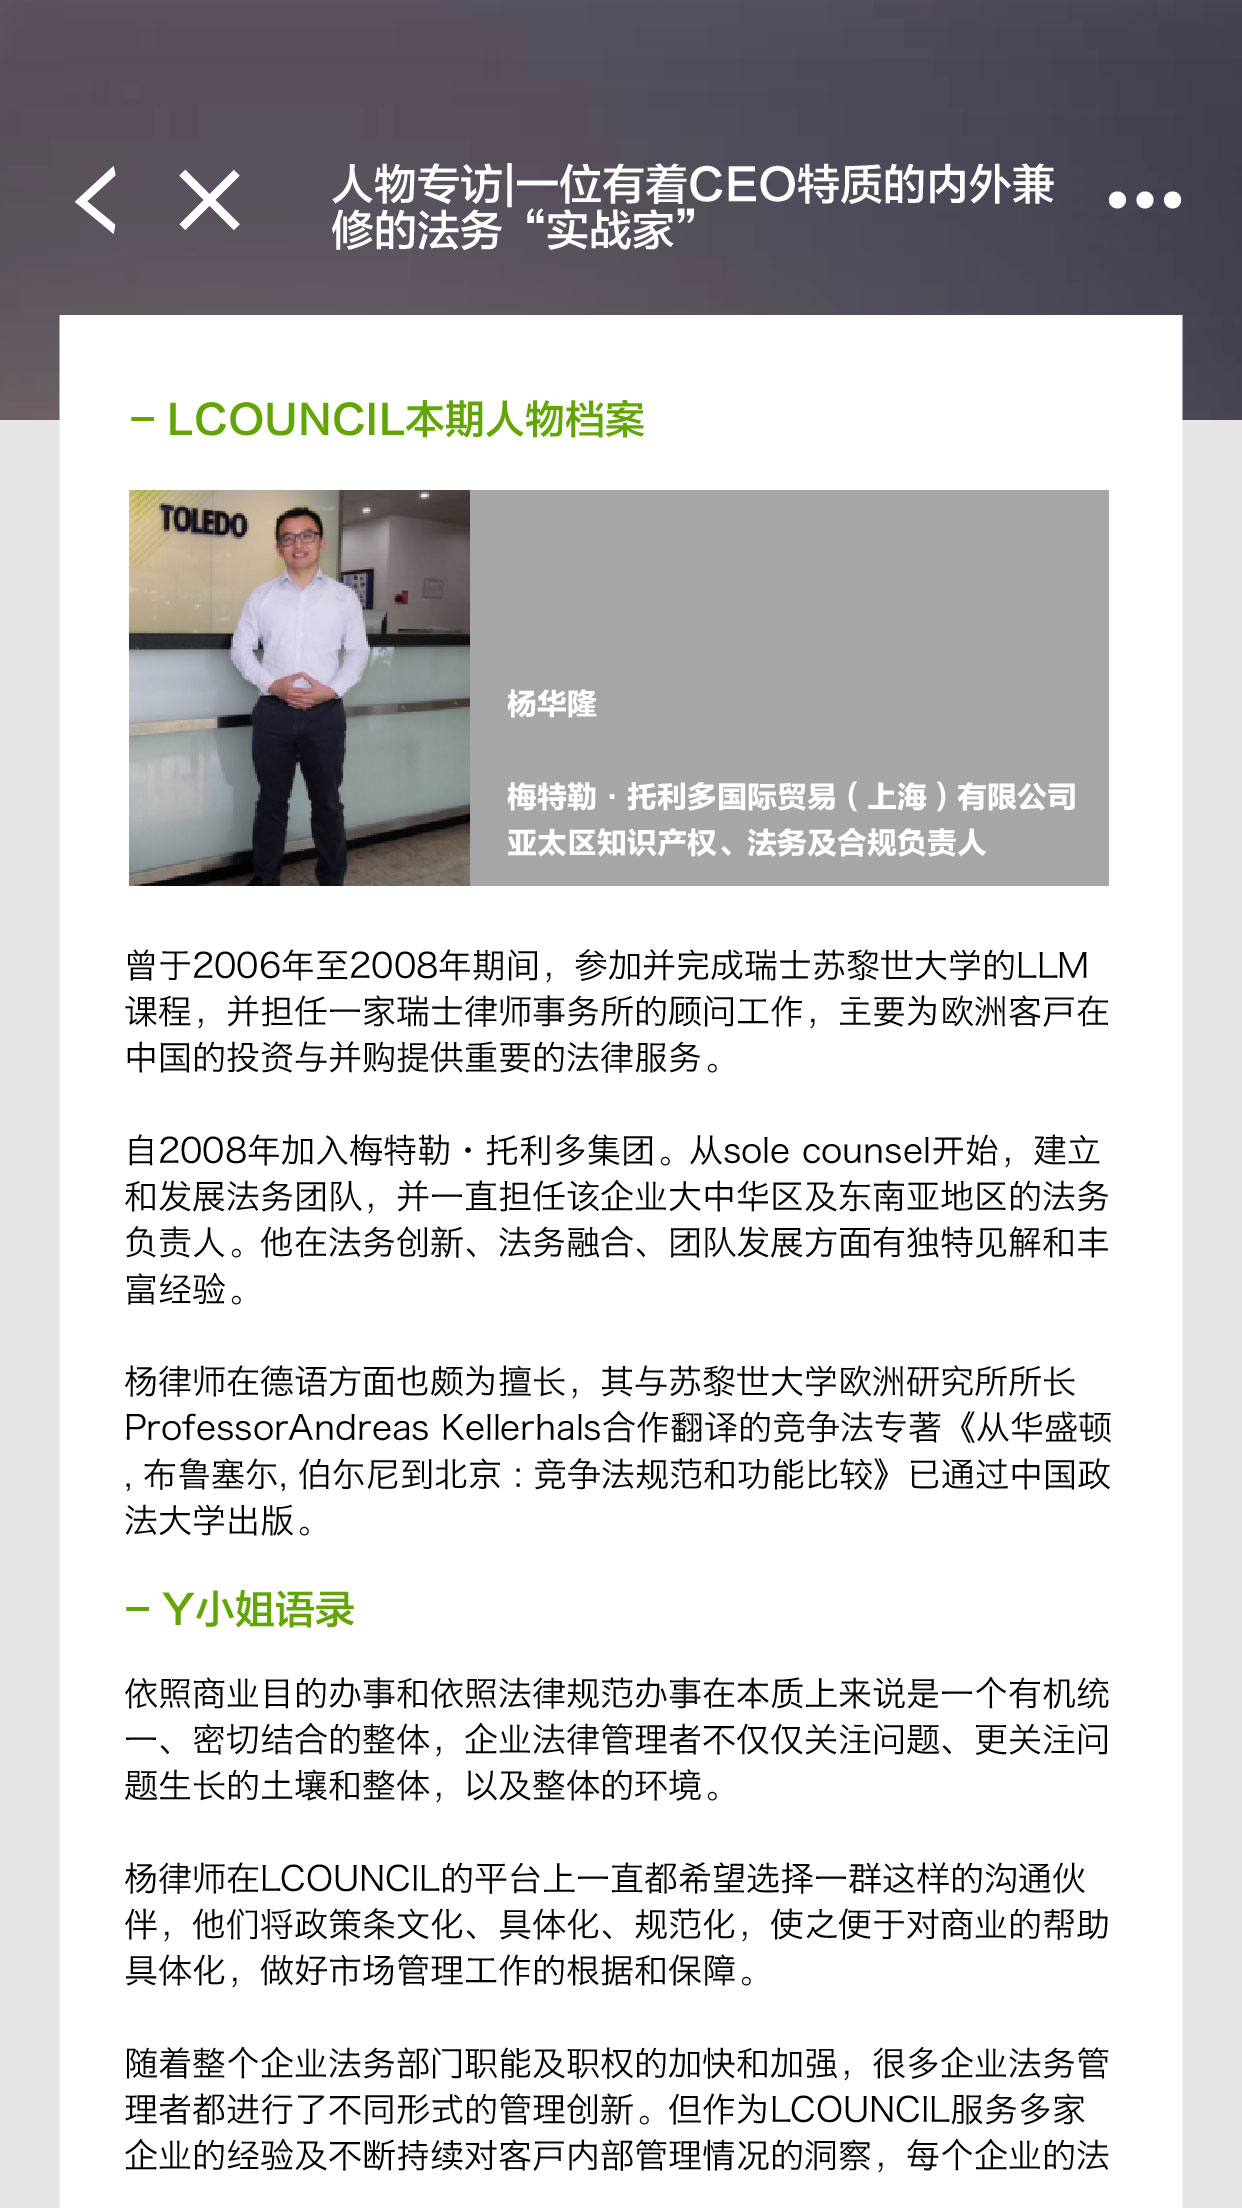 人物专访|一位有着CEO特质的内外兼
修的法务“实战家”
– LCOUNCIL本期人物档案
TOLEDO
杨华隆
梅特勒·托利多国际贸易（上海）有限公司
亚太区知识产权、法务及合规负责人
曾于2006年至2008年期间，参加并完成瑞士苏黎世大学的LLM
课程，并担任一家瑞士律师事务所的顾问工作，主要为欧洲客户在
中国的投资与并购提供重要的法律服务。
自2008年加入梅特勒·托利多集团。从sole counsel开始，建立
和发展法务团队，并一直担任该企业大中华区及东南亚地区的法务
负责人。他在法务创新、法务融合、团队发展方面有独特见解和丰
富经验。
杨律师在德语方面也颇为擅长，其与苏黎世大学欧洲研究所所长
ProfessorAndreas Kellerhals合作翻译的竞争法专著《从华盛顿
, 布鲁塞尔, 伯尔尼到北京：竞争法规范和功能比较》已通过中国政
法大学出版。
– Y小姐语录
依照商业目的办事和依照法律规范办事在本质上来说是一个有机统
一、密切结合的整体，企业法律管理者不仅仅关注问题、更关注问
题生长的土壤和整体，以及整体的环境。
杨律师在LCOUNCIL的平台上一直都希望选择一群这样的沟通伙
伴，他们将政策条文化、具体化、规范化，使之便于对商业的帮助
具体化，做好市场管理工作的根据和保障。
随着整个企业法务部门职能及职权的加快和加强，很多企业法务管
理者都进行了不同形式的管理创新。但作为LCOUNCIL服务多家
企业的经验及不断持续对客户内部管理情况的洞察，每个企业的法